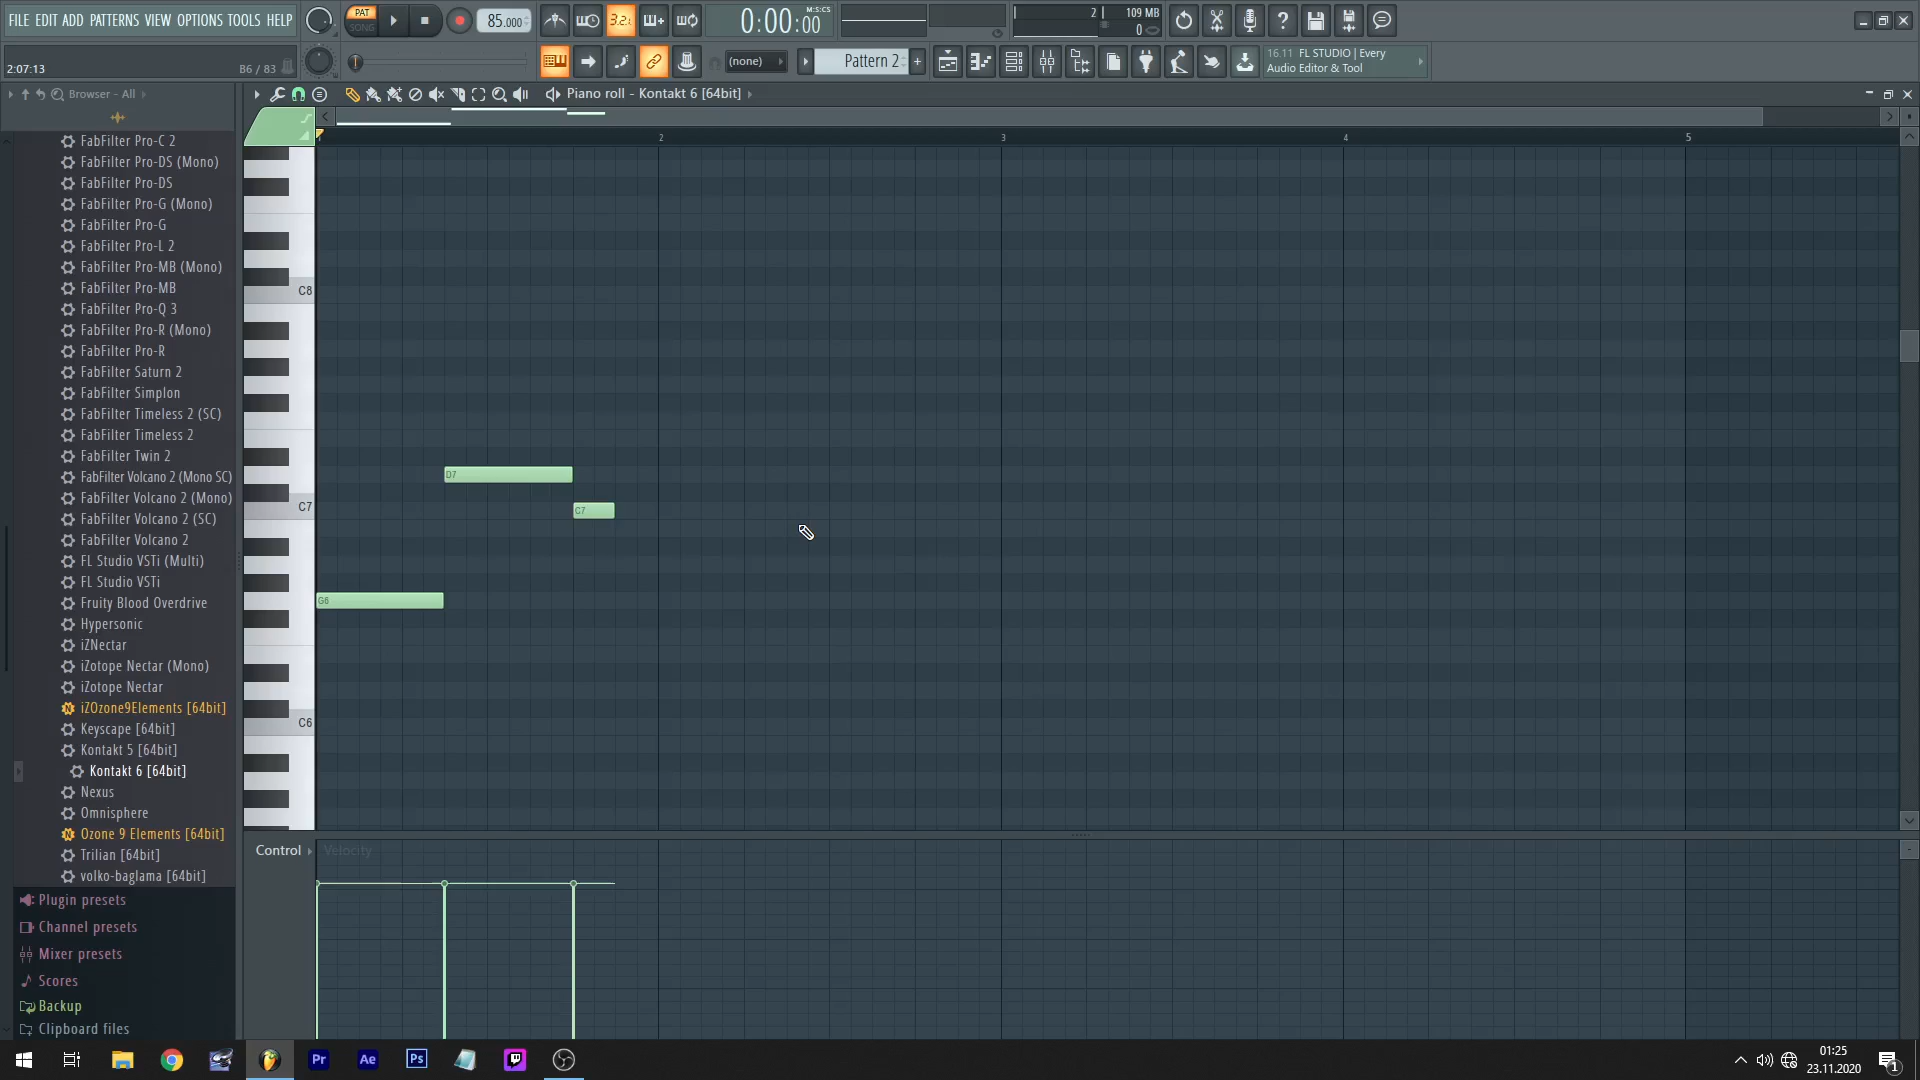 FILE EDIT ADD PATTERNS VIEW OPTIONS TOOLS HELP
PAT
SONG
85.000
3.2.
0:00:00
M:S:CS
2
109 MB
0
2:07:13
B6 / 83
(none)
Pattern 2
16.11 FL STUDIO | Every
Audio Editor & Tool
Browser - All
Piano roll - Kontakt 6 [64bit]
2
3
4
5
FabFilter Pro-C 2
FabFilter Pro-DS (Mono)
FabFilter Pro-DS
FabFilter Pro-G (Mono)
FabFilter Pro-G
FabFilter Pro-L 2
FabFilter Pro-MB (Mono)
FabFilter Pro-MB
FabFilter Pro-Q 3
FabFilter Pro-R (Mono)
FabFilter Pro-R
FabFilter Saturn 2
FabFilter Simplon
FabFilter Timeless 2 (SC)
FabFilter Timeless 2
FabFilter Twin 2
FabFilter Volcano 2 (Mono SC)
FabFilter Volcano 2 (Mono)
FabFilter Volcano 2 (SC)
FabFilter Volcano 2
FL Studio VSTi (Multi)
FL Studio VSTi
Fruity Blood Overdrive
Hypersonic
iZNectar
iZotope Nectar (Mono)
iZotope Nectar
iZOzone9Elements [64bit]
Keyscape [64bit]
Kontakt 5 [64bit]
Kontakt 6 [64bit]
Nexus
Omnisphere
Ozone 9 Elements [64bit]
Trilian [64bit]
volko-baglama [64bit]
Plugin presets
Channel presets
Mixer presets
Scores
Backup
Clipboard files
C8
C7
C6
D7
C7
G6
Control
Velocity
Pr
Ae
Ps
01:25
23.11.2020
1